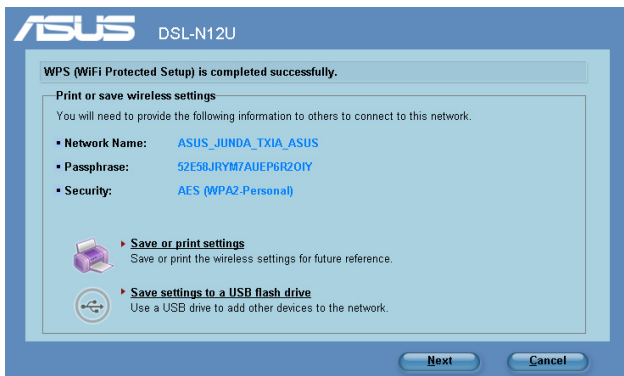 ASUS DSL-N12U
WPS (WiFi Protected Setup) is completed successfully.
Print or save wireless settings
You will need to provide the following information to others to connect to this network.
▪ Network Name: ASUS_JUNDA_TXIA_ASUS
▪ Passphrase: 52E58JRYM7AUEP6R2OIY
▪ Security: AES (WPA2-Personal)
Save or print settings
Save or print the wireless settings for future reference.
Save settings to a USB flash drive
Use a USB drive to add other devices to the network.
Next Cancel